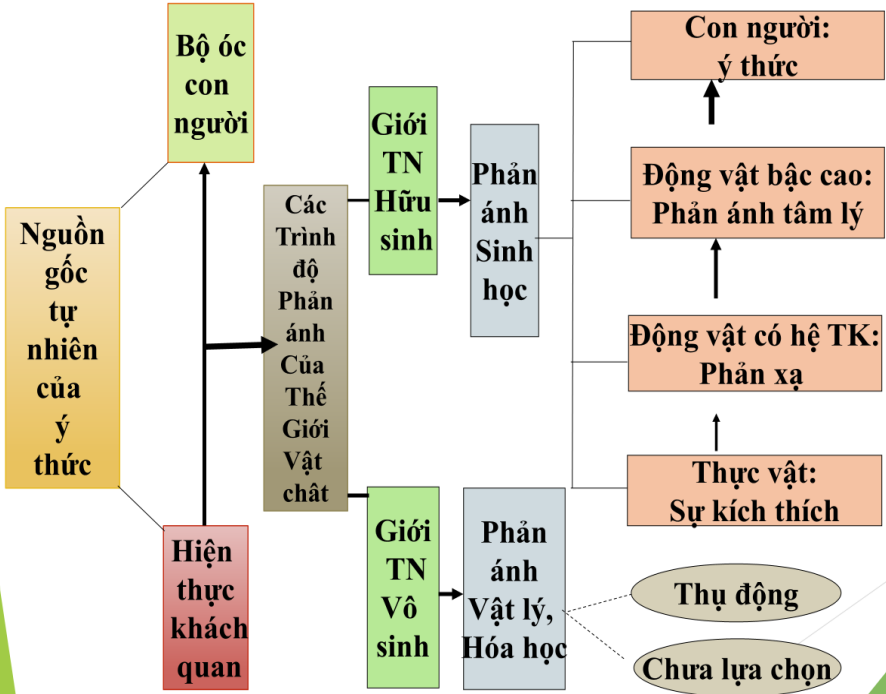 Nguồn
gốc
tự
nhiên
của
ý
thức
Bộ óc
con
người
Hiện
thực
khách
quan
Các
Trình
độ
Phản
ánh
Của
Thế
Giới
Vật
chât
Giới
TN
Hữu
sinh
Phản
ánh
Sinh
học
Con người:
ý thức
Động vật bậc cao:
Phản ánh tâm lý
Động vật có hệ TK:
Phản xạ
Thực vật:
Sự kích thích
Giới
TN
Vô
sinh
Phản
ánh
Vật lý,
Hóa học
Thụ động
Chưa lựa chọn